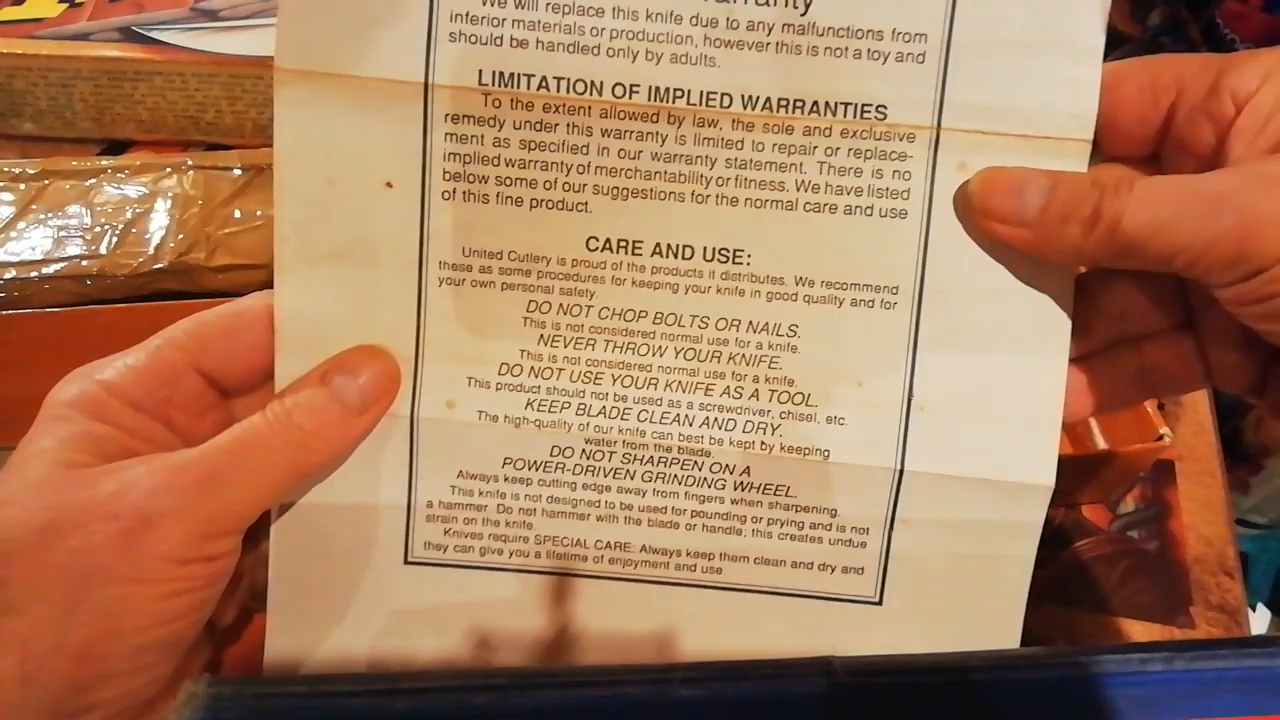 We will replace this knife due to any malfunctions from
inferior materials or production, however this is not a toy and
should be handled only by adults.
LIMITATION OF IMPLIED WARRANTIES
To the extent allowed by law, the sole and exclusive
remedy under this warranty is limited to repair or replace-
ment as specified in our warranty statement. There is no
implied warranty of merchantability or fitness. We have listed
below some of our suggestions for the normal care and use
of this fine product.
CARE AND USE:
United Cutlery is proud of the products it distributes. We recommend
these as some procedures for keeping your knife in good quality and for
your own personal safety.
DO NOT CHOP BOLTS OR NAILS.
This is not considered normal use for a knife.
NEVER THROW YOUR KNIFE.
This is not considered normal use for a knife.
DO NOT USE YOUR KNIFE AS A TOOL.
This product should not be used as a screwdriver, chisel, etc.
KEEP BLADE CLEAN AND DRY.
The high-quality of our knife can best be kept by keeping
water from the blade.
DO NOT SHARPEN ON A
POWER-DRIVEN GRINDING WHEEL.
Always keep cutting edge away from fingers when sharpening.
This knife is not designed to be used for pounding or prying and is not
a hammer. Do not hammer with the blade or handle; this creates undue
strain on the knife.
Knives require SPECIAL CARE: Always keep them clean and dry and
they can give you a lifetime of enjoyment and use.